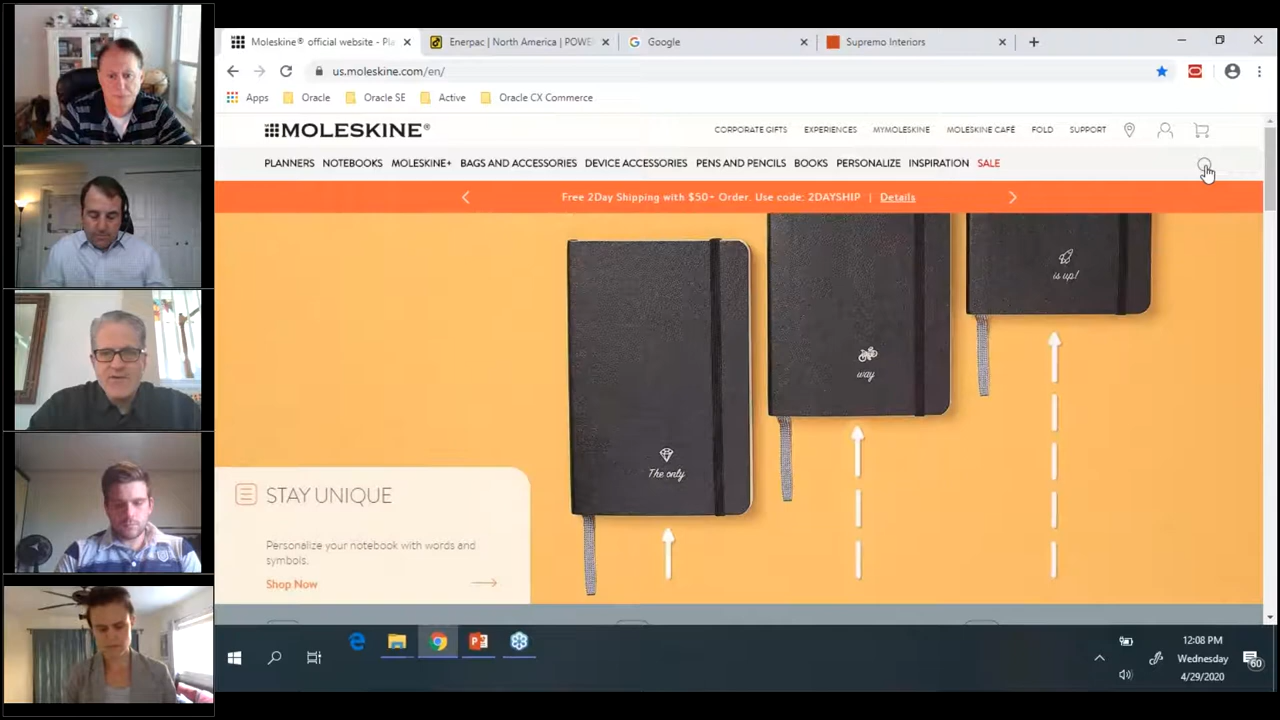 Moleskine® official website - Pla
Enerpac | North America | POWE
Google
Supremo Interiors
us.moleskine.com/en/
Apps
Oracle
Oracle SE
Active
Oracle CX Commerce
MOLESKINE®
CORPORATE GIFTS
EXPERIENCES
MYMOLESKINE
MOLESKINE CAFÉ
FOLD
SUPPORT
PLANNERS
NOTEBOOKS
MOLESKINE+
BAGS AND ACCESSORIES
DEVICE ACCESSORIES
PENS AND PENCILS
BOOKS
PERSONALIZE
INSPIRATION
SALE
Free 2Day Shipping with $50+ Order. Use code: 2DAYSHIP | Details
is up!
way
The only
STAY UNIQUE
Personalize your notebook with words and
symbols.
Shop Now
12:08 PM
Wednesday
4/29/2020
60